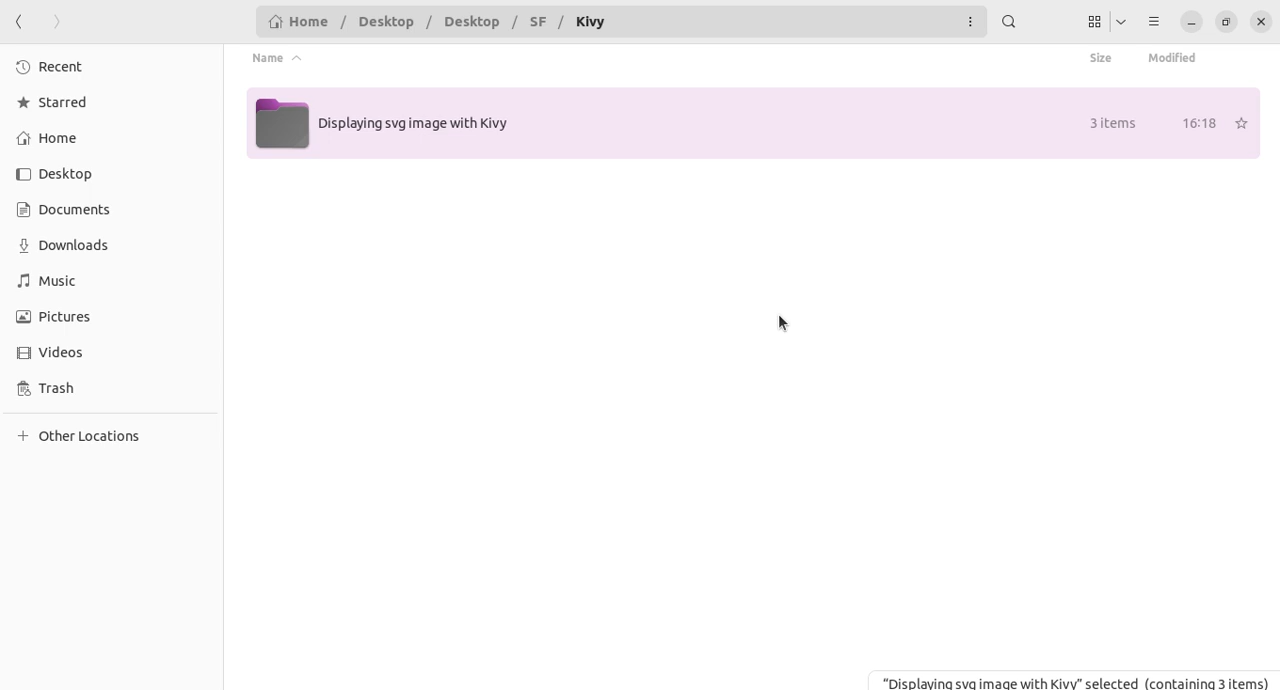 Home / Desktop / Desktop / SF / Kivy
Name Size Modified
Recent
Starred
Home
Desktop
Documents
Downloads
Music
Pictures
Videos
Trash
Other Locations
Displaying svg image with Kivy 3 items 16:18
“Displaying svg image with Kivy” selected (containing 3 items)